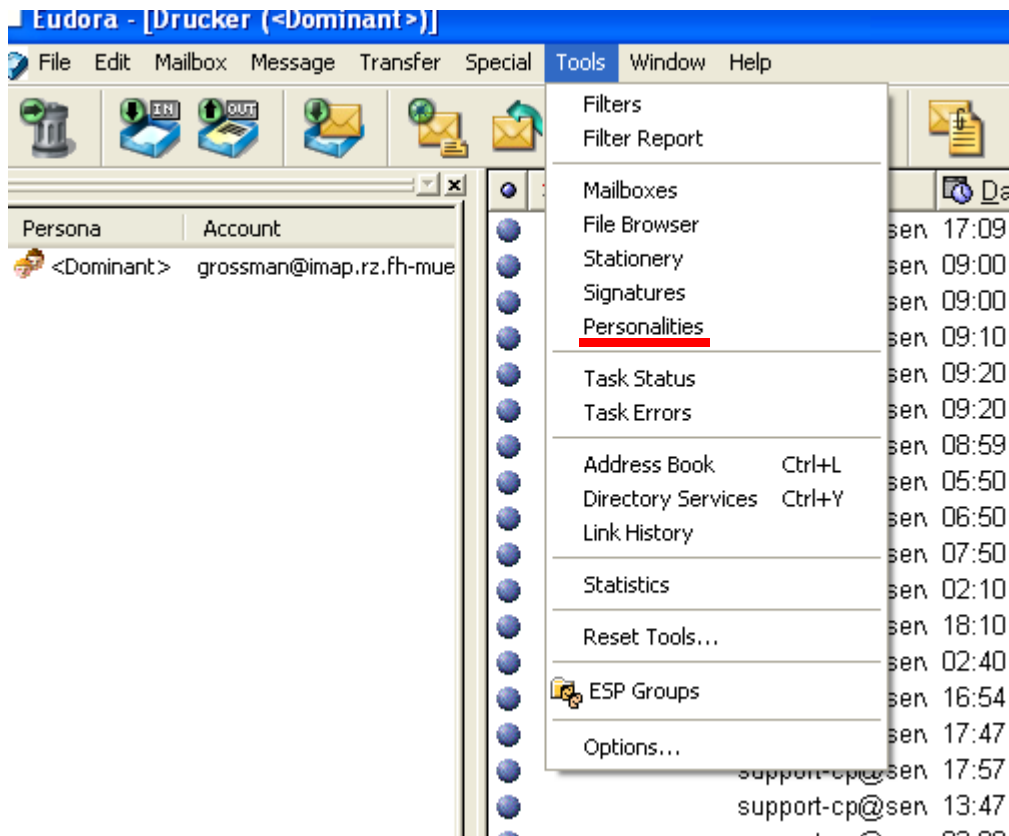 Eudora - [Drucker (<Dominant>)]
File Edit Mailbox Message Transfer Special Tools Window Help
IN OUT
Filters
Filter Report
Mailboxes
File Browser
Stationery
Signatures
Personalities
Task Status
Task Errors
Address Book Ctrl+L
Directory Services Ctrl+Y
Link History
Statistics
Reset Tools...
ESP Groups
Options...
Persona Account
<Dominant> grossman@imap.rz.fh-mue
Da
sen 17:09
sen 09:00
sen 09:00
sen 09:10
sen 09:20
sen 09:20
sen 08:59
sen 05:50
sen 06:50
sen 07:50
sen 02:10
sen 18:10
sen 02:40
sen 16:54
sen 17:47
support-cp@sen 17:57
support-cp@sen 13:47